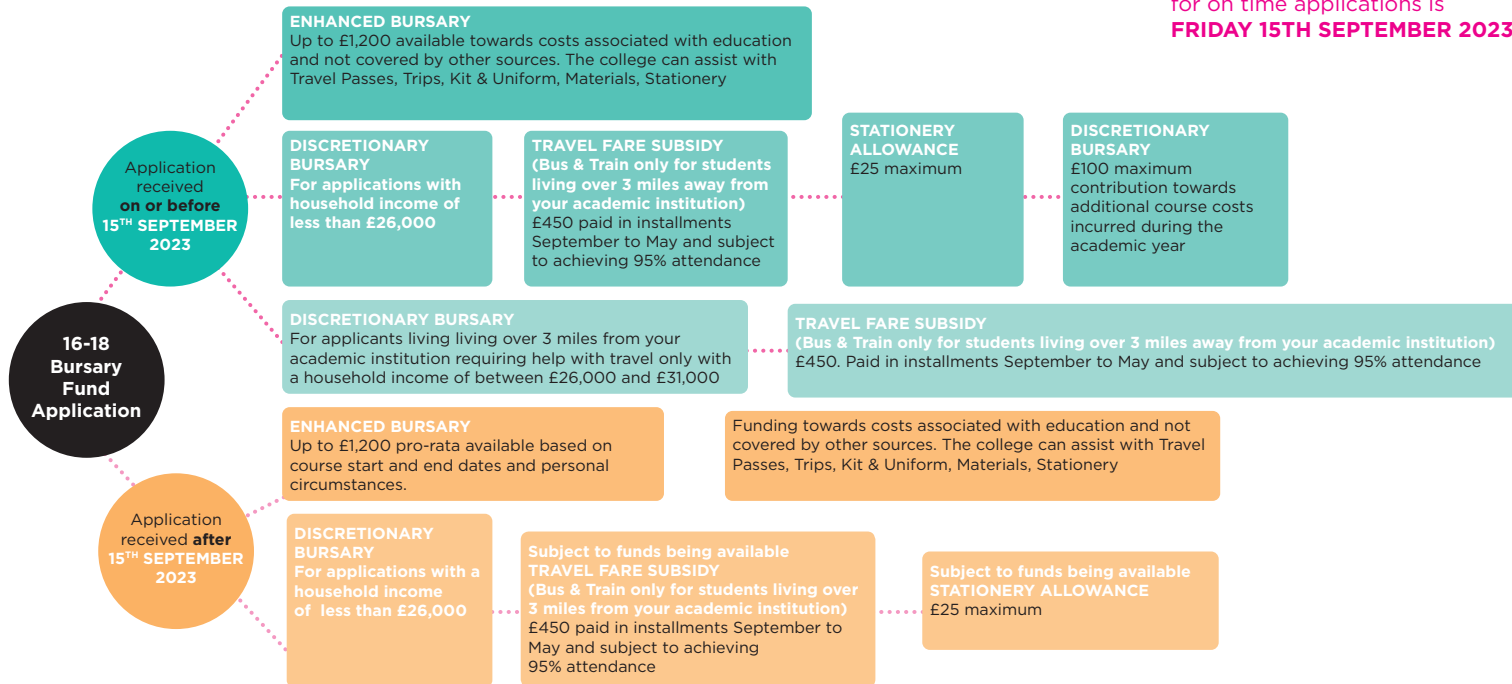 for on time applications is
FRIDAY 15TH SEPTEMBER 2023
ENHANCED BURSARY
Up to £1,200 available towards costs associated with education
and not covered by other sources. The college can assist with
Travel Passes, Trips, Kit & Uniform, Materials, Stationery
Application
received
on or before
15TH SEPTEMBER
2023
DISCRETIONARY
BURSARY
For applications with
household income of
less than £26,000
TRAVEL FARE SUBSIDY
(Bus & Train only for students
living over 3 miles away from
your academic institution)
£450 paid in installments
September to May and subject
to achieving 95% attendance
STATIONERY
ALLOWANCE
£25 maximum
DISCRETIONARY
BURSARY
£100 maximum
contribution towards
additional course costs
incurred during the
academic year
DISCRETIONARY BURSARY
For applicants living living over 3 miles from your
academic institution requiring help with travel only with
a household income of between £26,000 and £31,000
TRAVEL FARE SUBSIDY
(Bus & Train only for students living over 3 miles away from your academic institution)
£450. Paid in installments September to May and subject to achieving 95% attendance
16-18
Bursary
Fund
Application
ENHANCED BURSARY
Up to £1,200 pro-rata available based on
course start and end dates and personal
circumstances.
Funding towards costs associated with education and not
covered by other sources. The college can assist with Travel
Passes, Trips, Kit & Uniform, Materials, Stationery
Application
received after
15TH SEPTEMBER
2023
DISCRETIONARY
BURSARY
For applications with a
household income
of less than £26,000
Subject to funds being available
TRAVEL FARE SUBSIDY
(Bus & Train only for students living over
3 miles from your academic institution)
£450 paid in installments September to
May and subject to achieving
95% attendance
Subject to funds being available
STATIONERY ALLOWANCE
£25 maximum